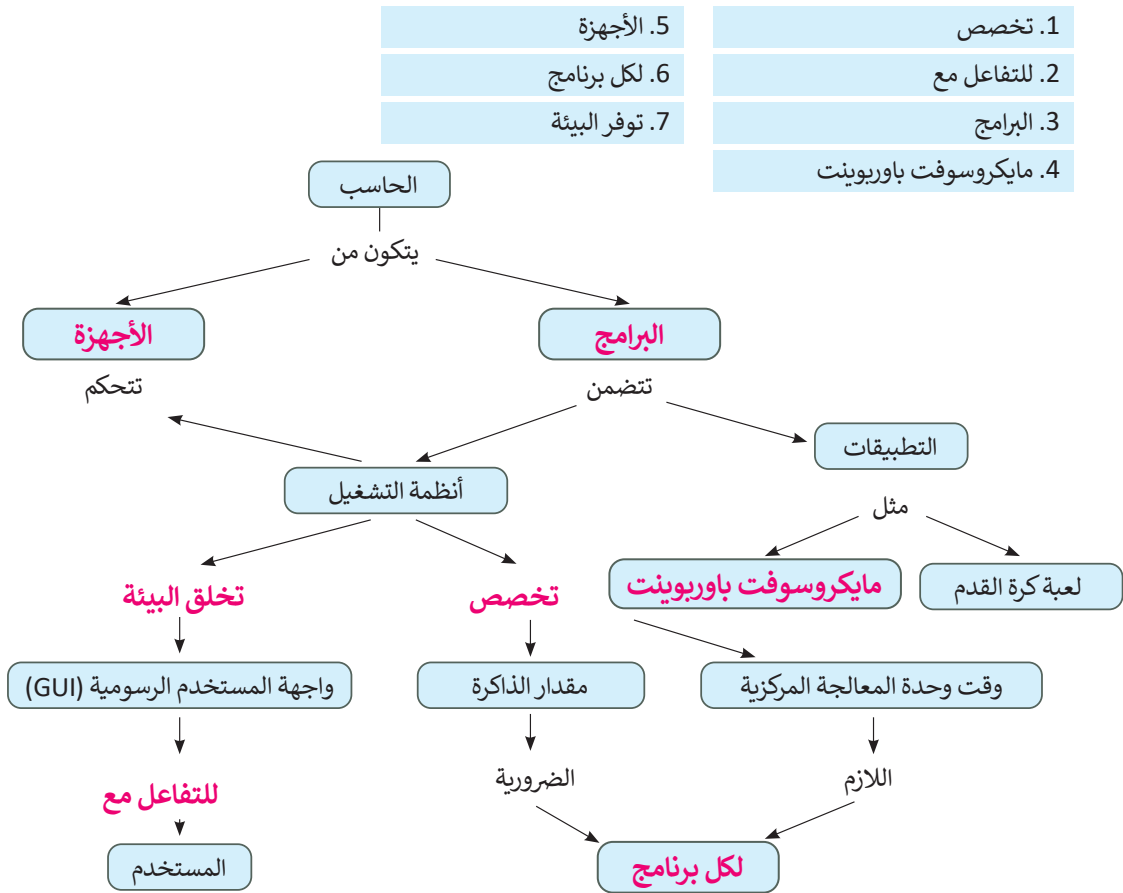 1. تخصص
5. الأجهزة
2. للتفاعل مع
6. لكل برنامج
3. البرامج
7. توفر البيئة
4. مايكروسوفت باوربوينت
الحاسب
يتكون من
البرامج
الأجهزة
تتضمن
تتحكم
التطبيقات
أنظمة التشغيل
مثل
لعبة كرة القدم
مايكروسوفت باوربوينت
تخصص
تخلق البيئة
وقت وحدة المعالجة المركزية
مقدار الذاكرة
واجهة المستخدم الرسومية (GUI)
اللازم
الضرورية
للتفاعل مع
لكل برنامج
المستخدم